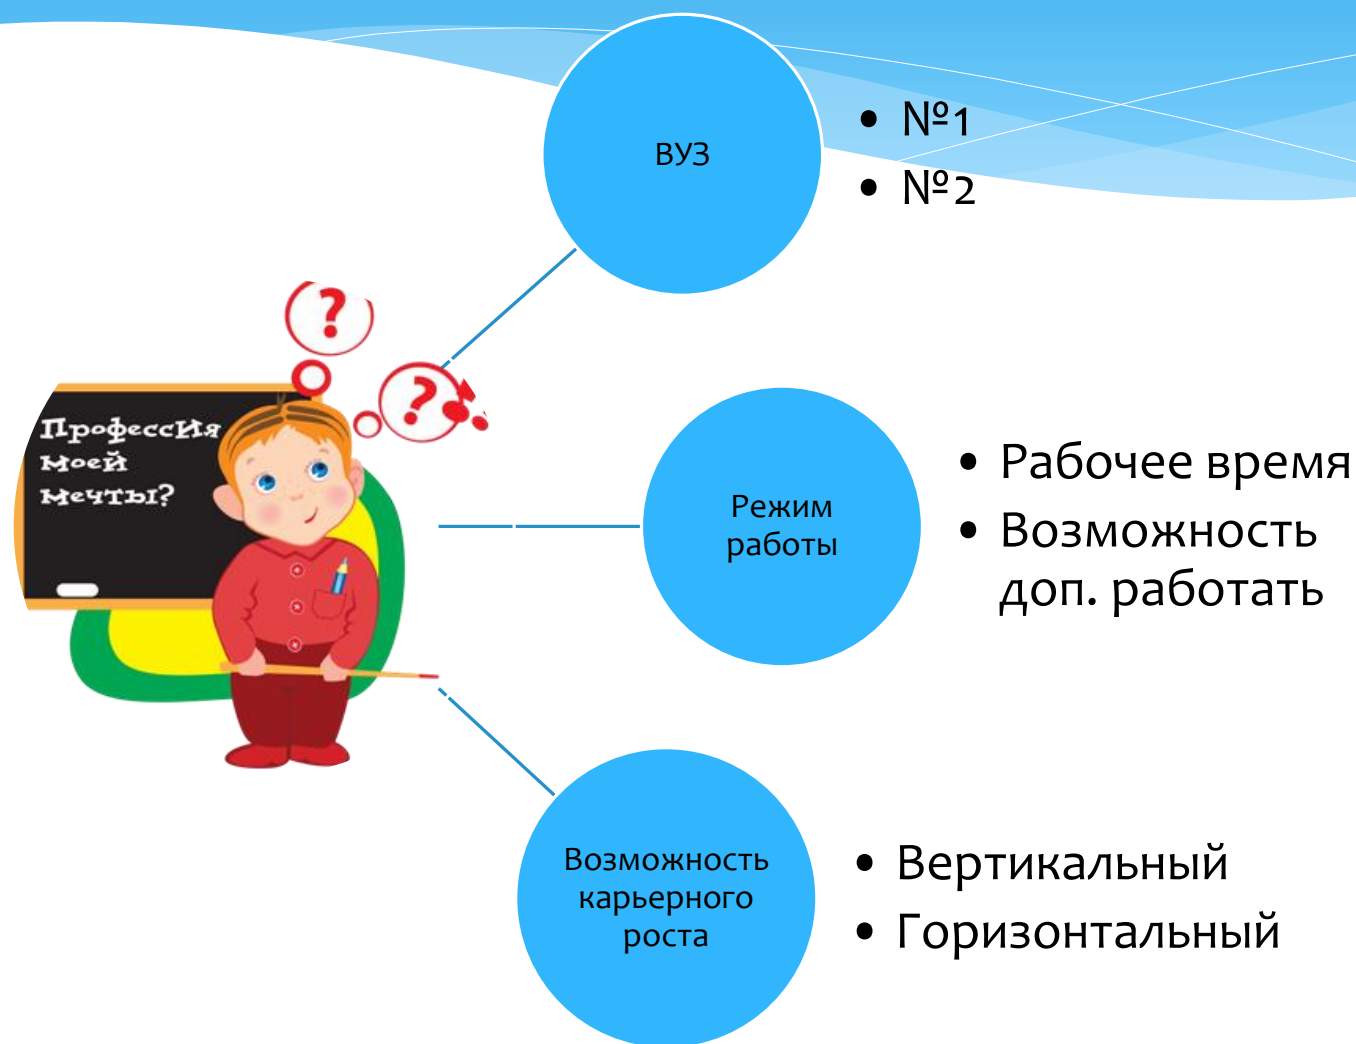 ВУЗ
• №1
• №2
?
?
Профессия
моей
мечты?
Режим
работы
• Рабочее время
• Возможность
доп. работать
Возможность
карьерного
роста
• Вертикальный
• Горизонтальный